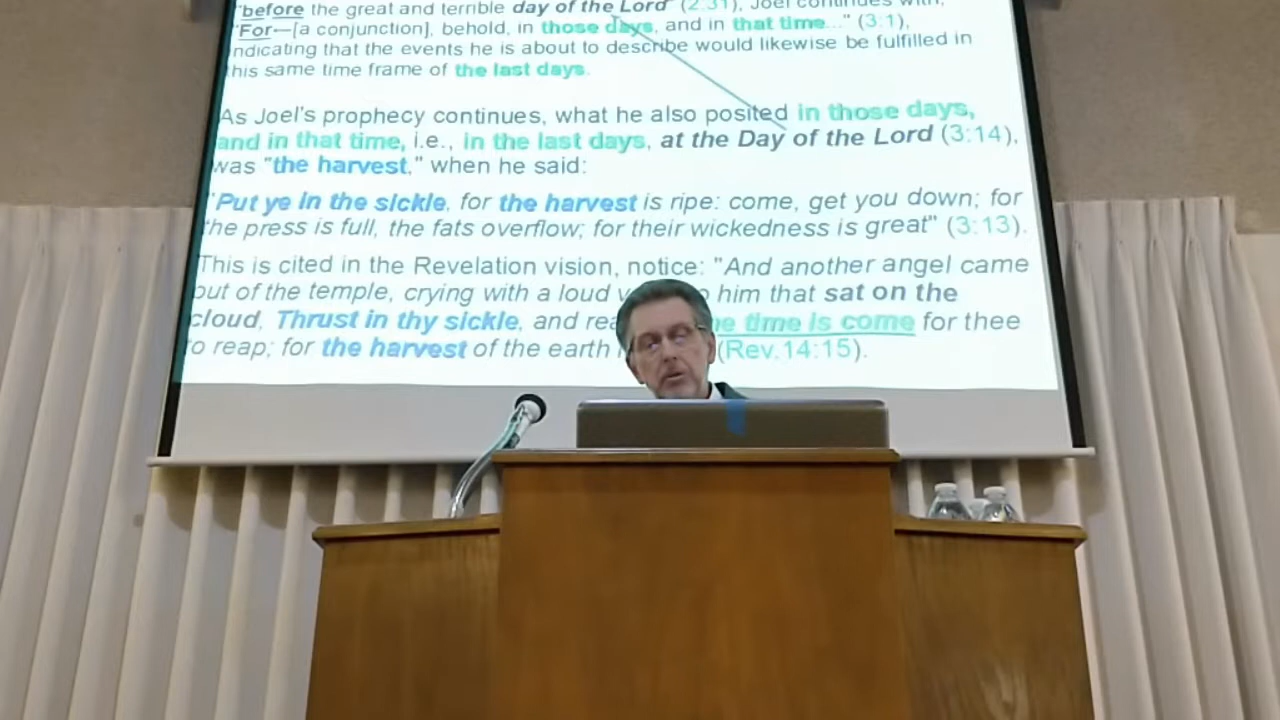 "before the great and terrible day of the Lord" (2:31), Joel continues with,
"For—[a conjunction], behold, in those days, and in that time..." (3:1),
indicating that the events he is about to describe would likewise be fulfilled in
this same time frame of the last days.
As Joel's prophecy continues, what he also posited in those days,
and in that time, i.e., in the last days, at the Day of the Lord (3:14),
was "the harvest," when he said:
"Put ye in the sickle, for the harvest is ripe: come, get you down; for
the press is full, the fats overflow; for their wickedness is great" (3:13).
This is cited in the Revelation vision, notice: "And another angel came
out of the temple, crying with a loud him that sat on the
cloud, Thrust in thy sickle, and time is come for thee
to reap; for the harvest of the earth (Rev.14:15).